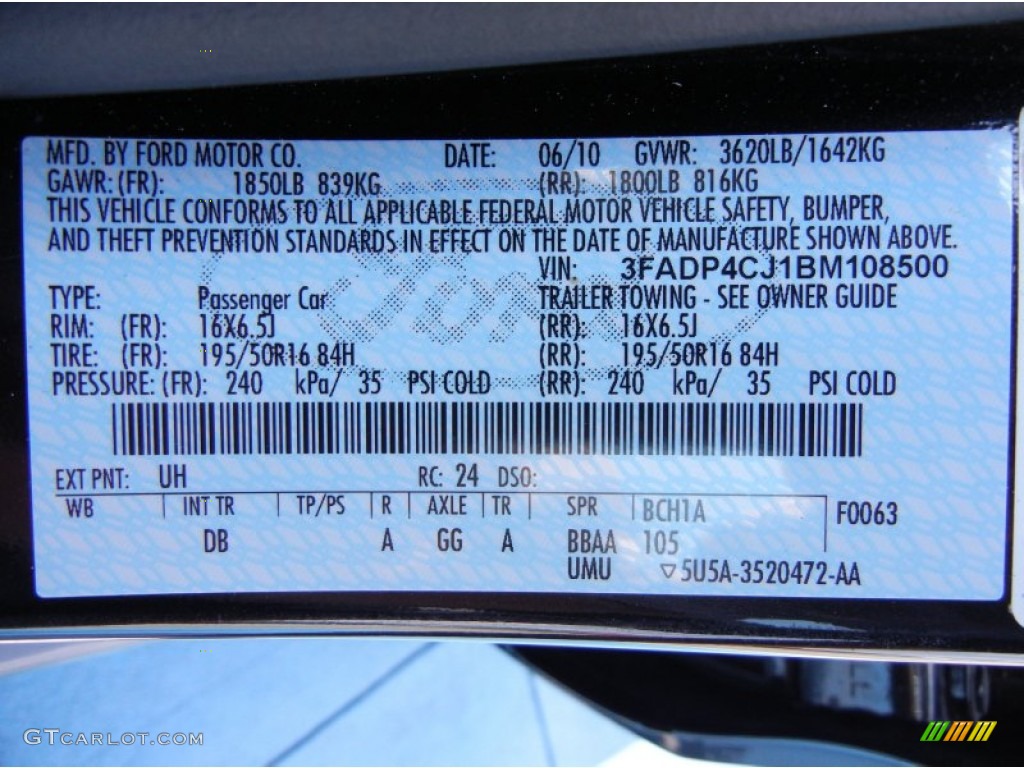 MFD. BY FORD MOTOR CO. DATE: 06/10 GVWR: 3620LB/1642KG
GAWR: (FR): 1850LB 839KG (RR): 1800LB 816KG
THIS VEHICLE CONFORMS TO ALL APPLICABLE FEDERAL MOTOR VEHICLE SAFETY, BUMPER,
AND THEFT PREVENTION STANDARDS IN EFFECT ON THE DATE OF MANUFACTURE SHOWN ABOVE.
VIN: 3FADP4CJ1BM108500
TYPE: Passenger Car TRAILER TOWING - SEE OWNER GUIDE
RIM: (FR): 16X6.5J (RR): 16X6.5J
TIRE: (FR): 195/50R16 84H (RR): 195/50R16 84H
PRESSURE: (FR): 240 kPa/ 35 PSI COLD (RR): 240 kPa/ 35 PSI COLD
EXT PNT: UH RC: 24 DSO:
WB INT TR TP/PS R AXLE TR SPR BCH1A F0063
DB A GG A BBAA 105
UMU ▽5U5A-3520472-AA
Ford
GTCARLOT.COM